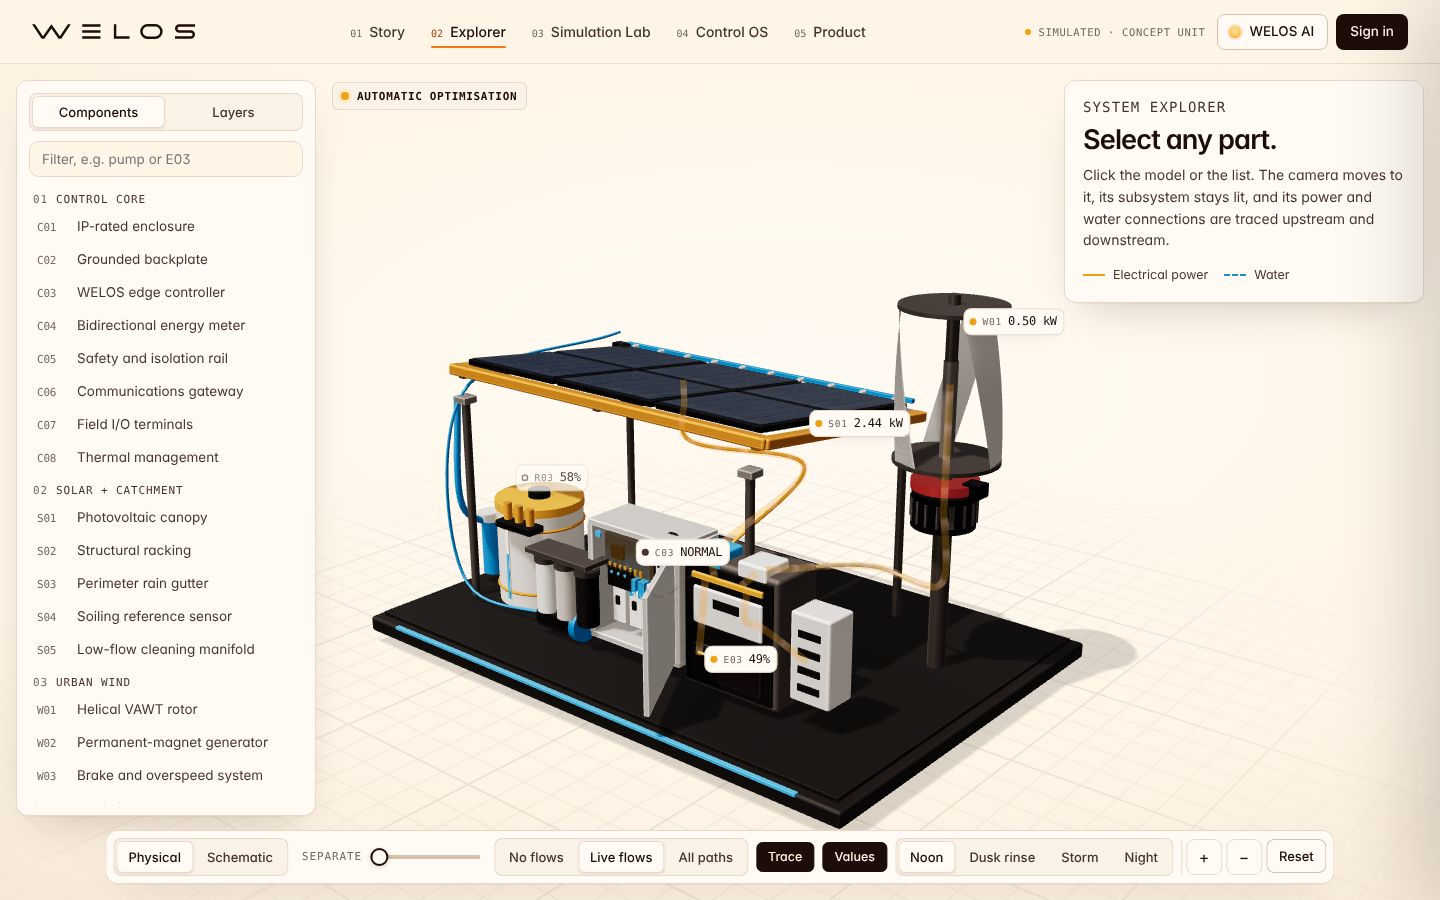 WELOS
01 Story
02 Explorer
03 Simulation Lab
04 Control OS
05 Product
SIMULATED · CONCEPT UNIT
WELOS AI
Sign in
Components
Layers
Filter, e.g. pump or E03
01 CONTROL CORE
C01 IP-rated enclosure
C02 Grounded backplate
C03 WELOS edge controller
C04 Bidirectional energy meter
C05 Safety and isolation rail
C06 Communications gateway
C07 Field I/O terminals
C08 Thermal management
02 SOLAR + CATCHMENT
S01 Photovoltaic canopy
S02 Structural racking
S03 Perimeter rain gutter
S04 Soiling reference sensor
S05 Low-flow cleaning manifold
03 URBAN WIND
W01 Helical VAWT rotor
W02 Permanent-magnet generator
W03 Brake and overspeed system
AUTOMATIC OPTIMISATION
W01 0.50 kW
S01 2.44 kW
R03 58%
C03 NORMAL
E03 49%
SYSTEM EXPLORER
Select any part.
Click the model or the list. The camera moves to
it, its subsystem stays lit, and its power and
water connections are traced upstream and
downstream.
Electrical power
Water
Physical
Schematic
SEPARATE
No flows
Live flows
All paths
Trace
Values
Noon
Dusk rinse
Storm
Night
+
−
Reset